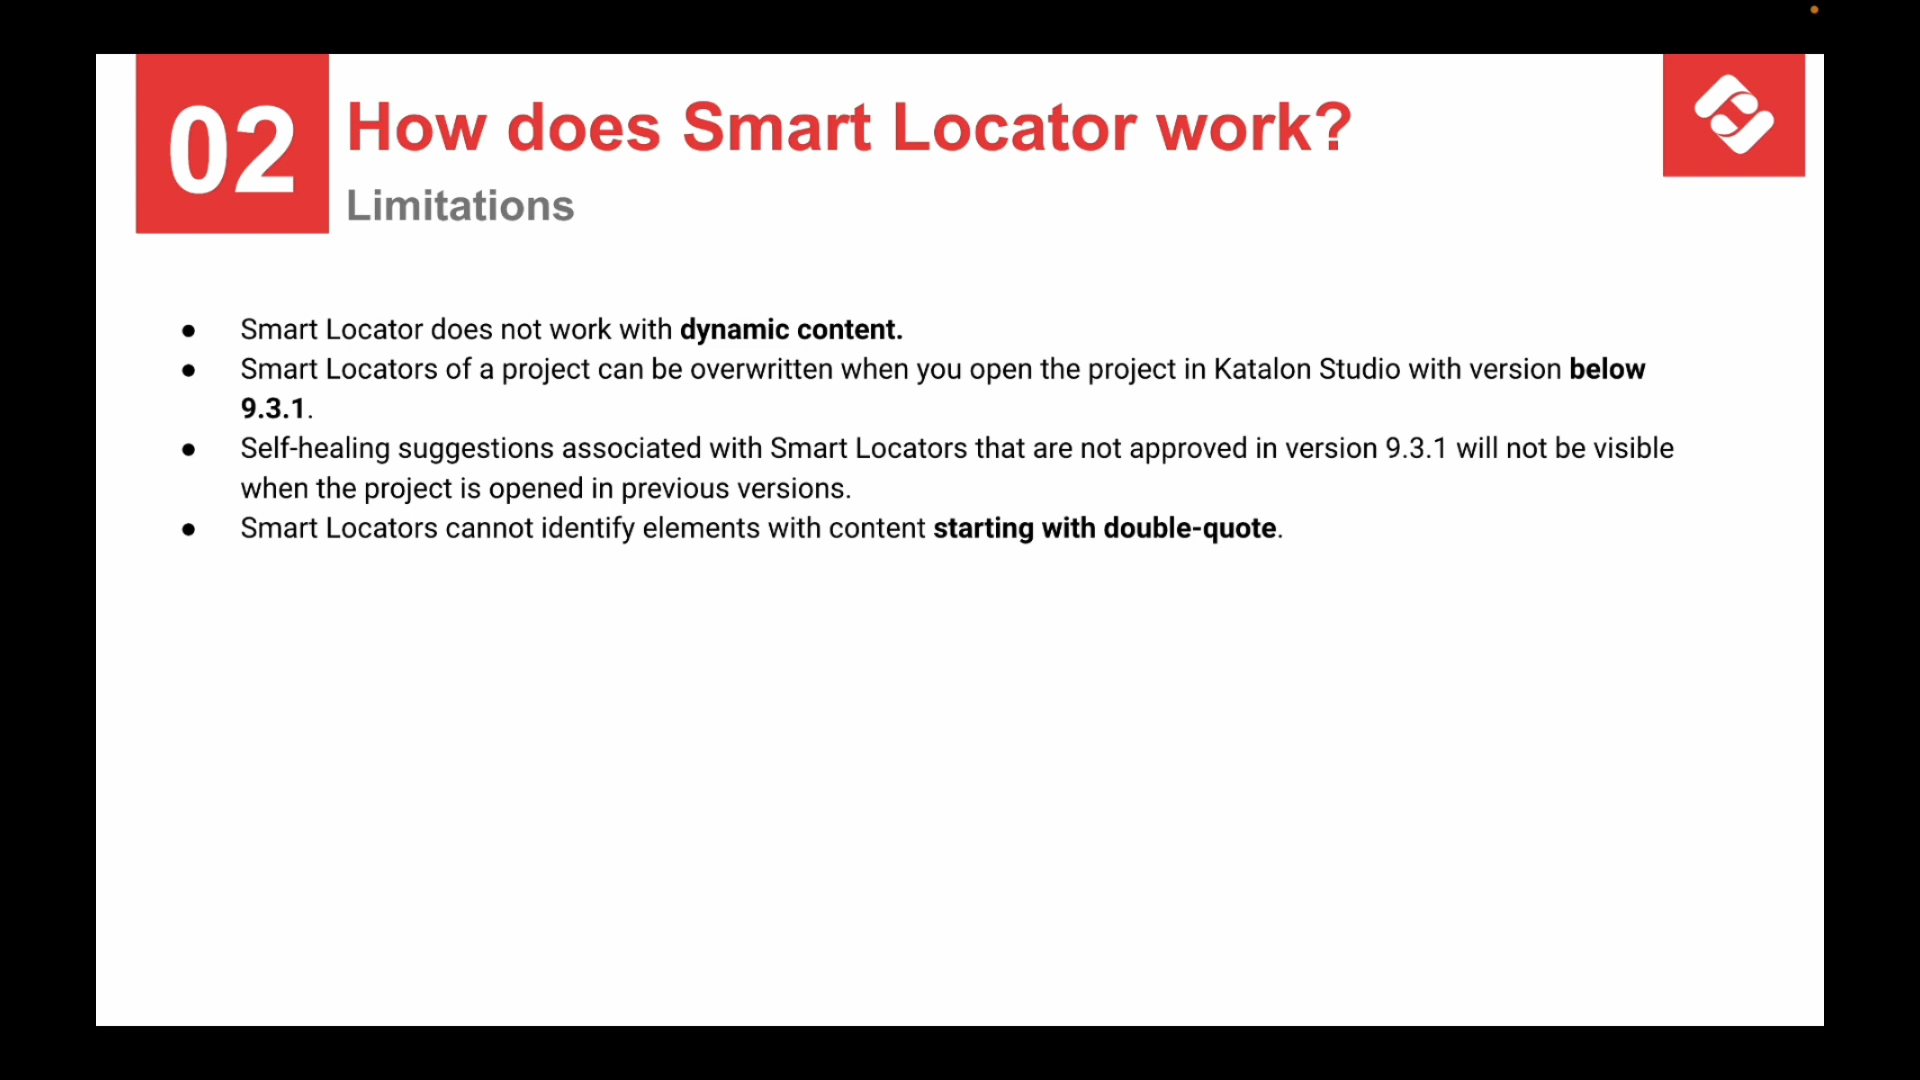 02
How does Smart Locator work?
Limitations
● Smart Locator does not work with dynamic content.
● Smart Locators of a project can be overwritten when you open the project in Katalon Studio with version below
9.3.1.
● Self-healing suggestions associated with Smart Locators that are not approved in version 9.3.1 will not be visible
when the project is opened in previous versions.
● Smart Locators cannot identify elements with content starting with double-quote.